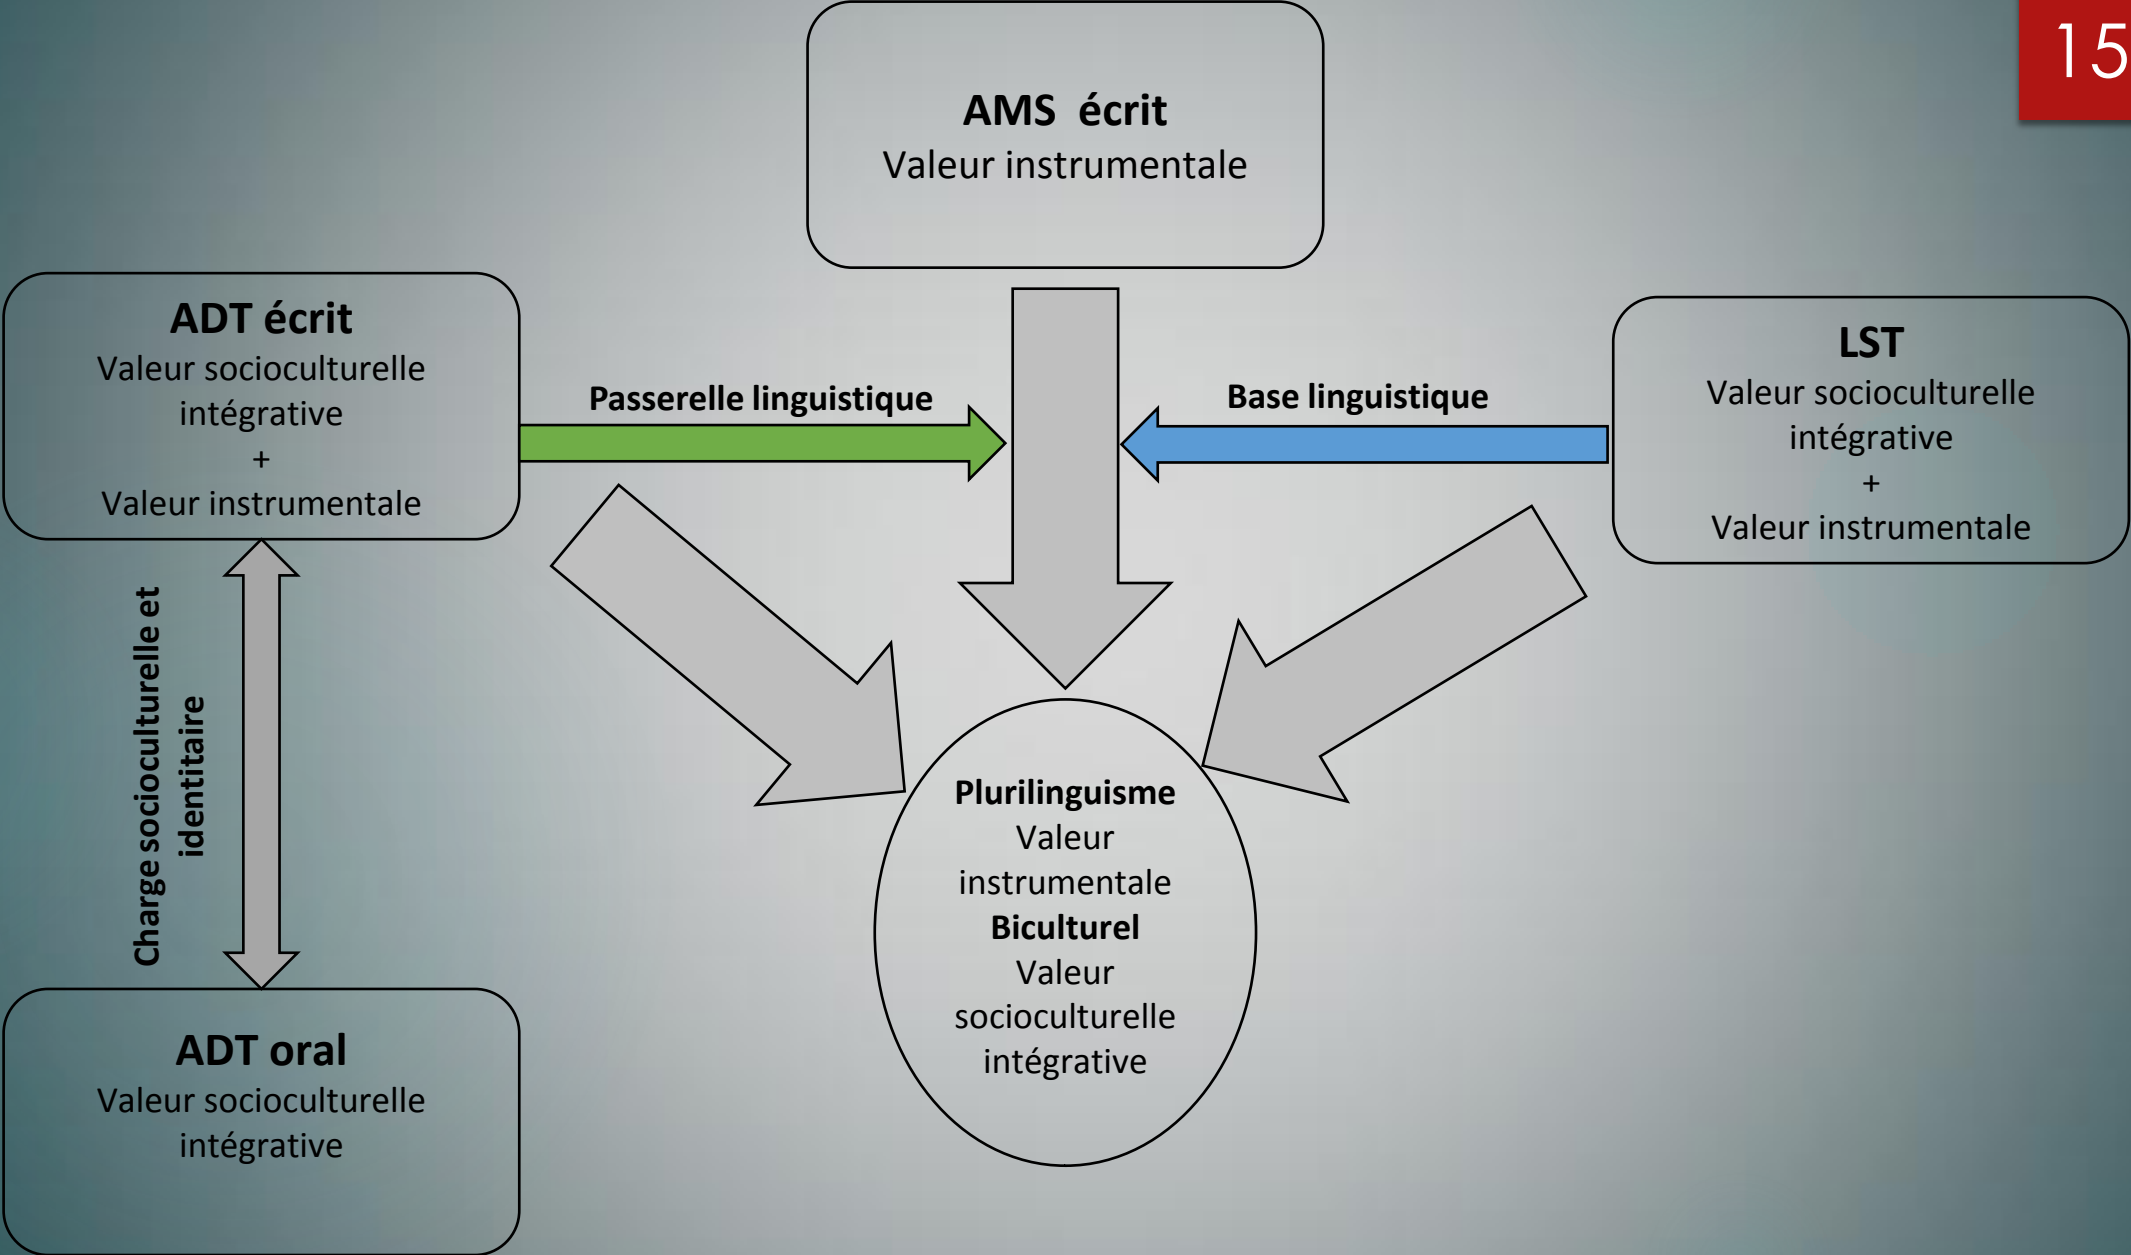 15
AMS écrit
Valeur instrumentale
ADT écrit
Valeur socioculturelle
intégrative
+
Valeur instrumentale
Passerelle linguistique
Base linguistique
LST
Valeur socioculturelle
intégrative
+
Valeur instrumentale
Charge socioculturelle et
identitaire
Plurilinguisme
Valeur
instrumentale
Biculturel
Valeur
socioculturelle
intégrative
ADT oral
Valeur socioculturelle
intégrative